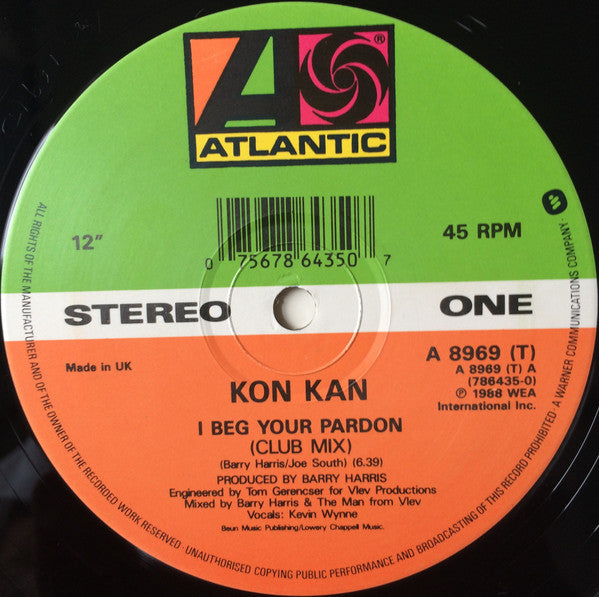 ATLANTIC
®
12"
45 RPM
0 75678 64350 7
STEREO
ONE
Made in UK
A 8969 (T)
A 8969 (T) A
(786435-0)
℗ 1988 WEA
International Inc.
KON KAN
I BEG YOUR PARDON
(CLUB MIX)
(Barry Harris/Joe South) (6.39)
PRODUCED BY BARRY HARRIS
Engineered by Tom Gerencser for Vlev Productions
Mixed by Barry Harris & The Man from Vlev
Vocals: Kevin Wynne
Beun Music Publishing/Lowery Chappell Music.
ALL RIGHTS OF THE MANUFACTURER AND OF THE OWNER OF THE RECORDED WORK RESERVED · UNAUTHORISED COPYING PUBLIC PERFORMANCE AND BROADCASTING OF THIS RECORD PROHIBITED · A WARNER COMMUNICATIONS COMPANY ·